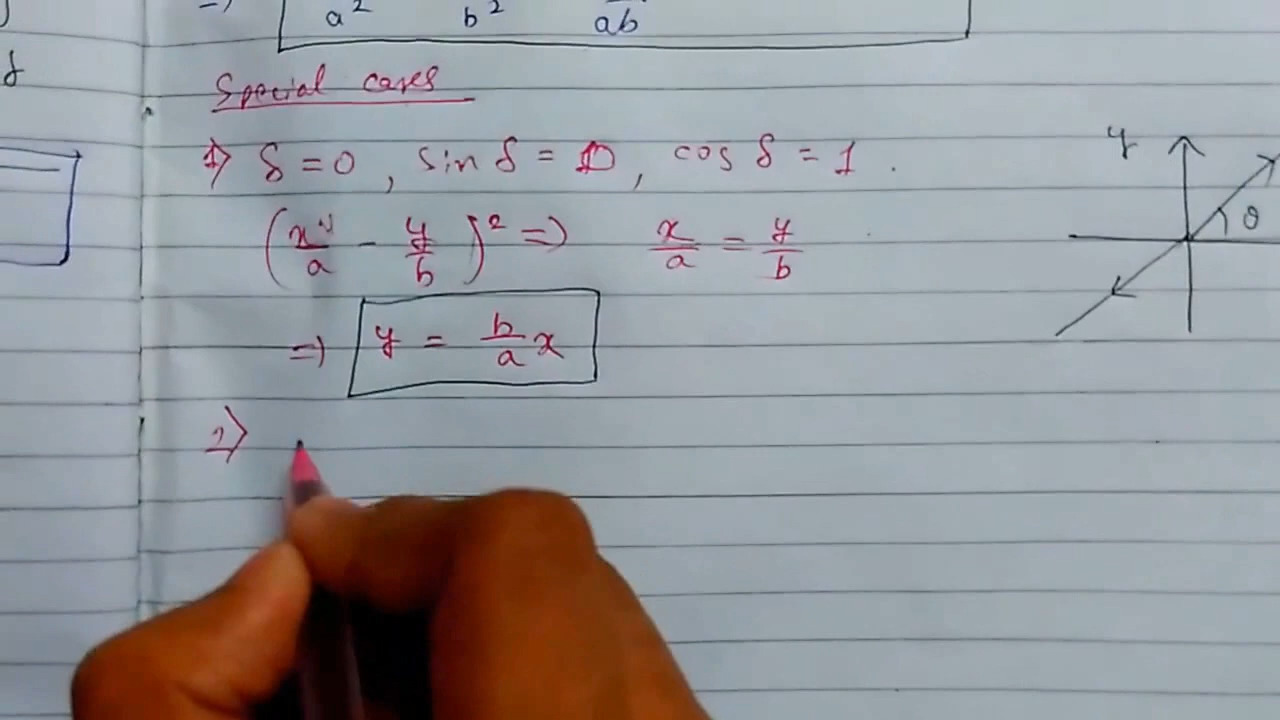 =)
a² b² ab
Special cases
1) δ = 0 , sin δ = 0 , cos δ = 1 .
(x/a - y/b)² =) x/a = y/b
=) y = b/a x
2)
y
θ
δ